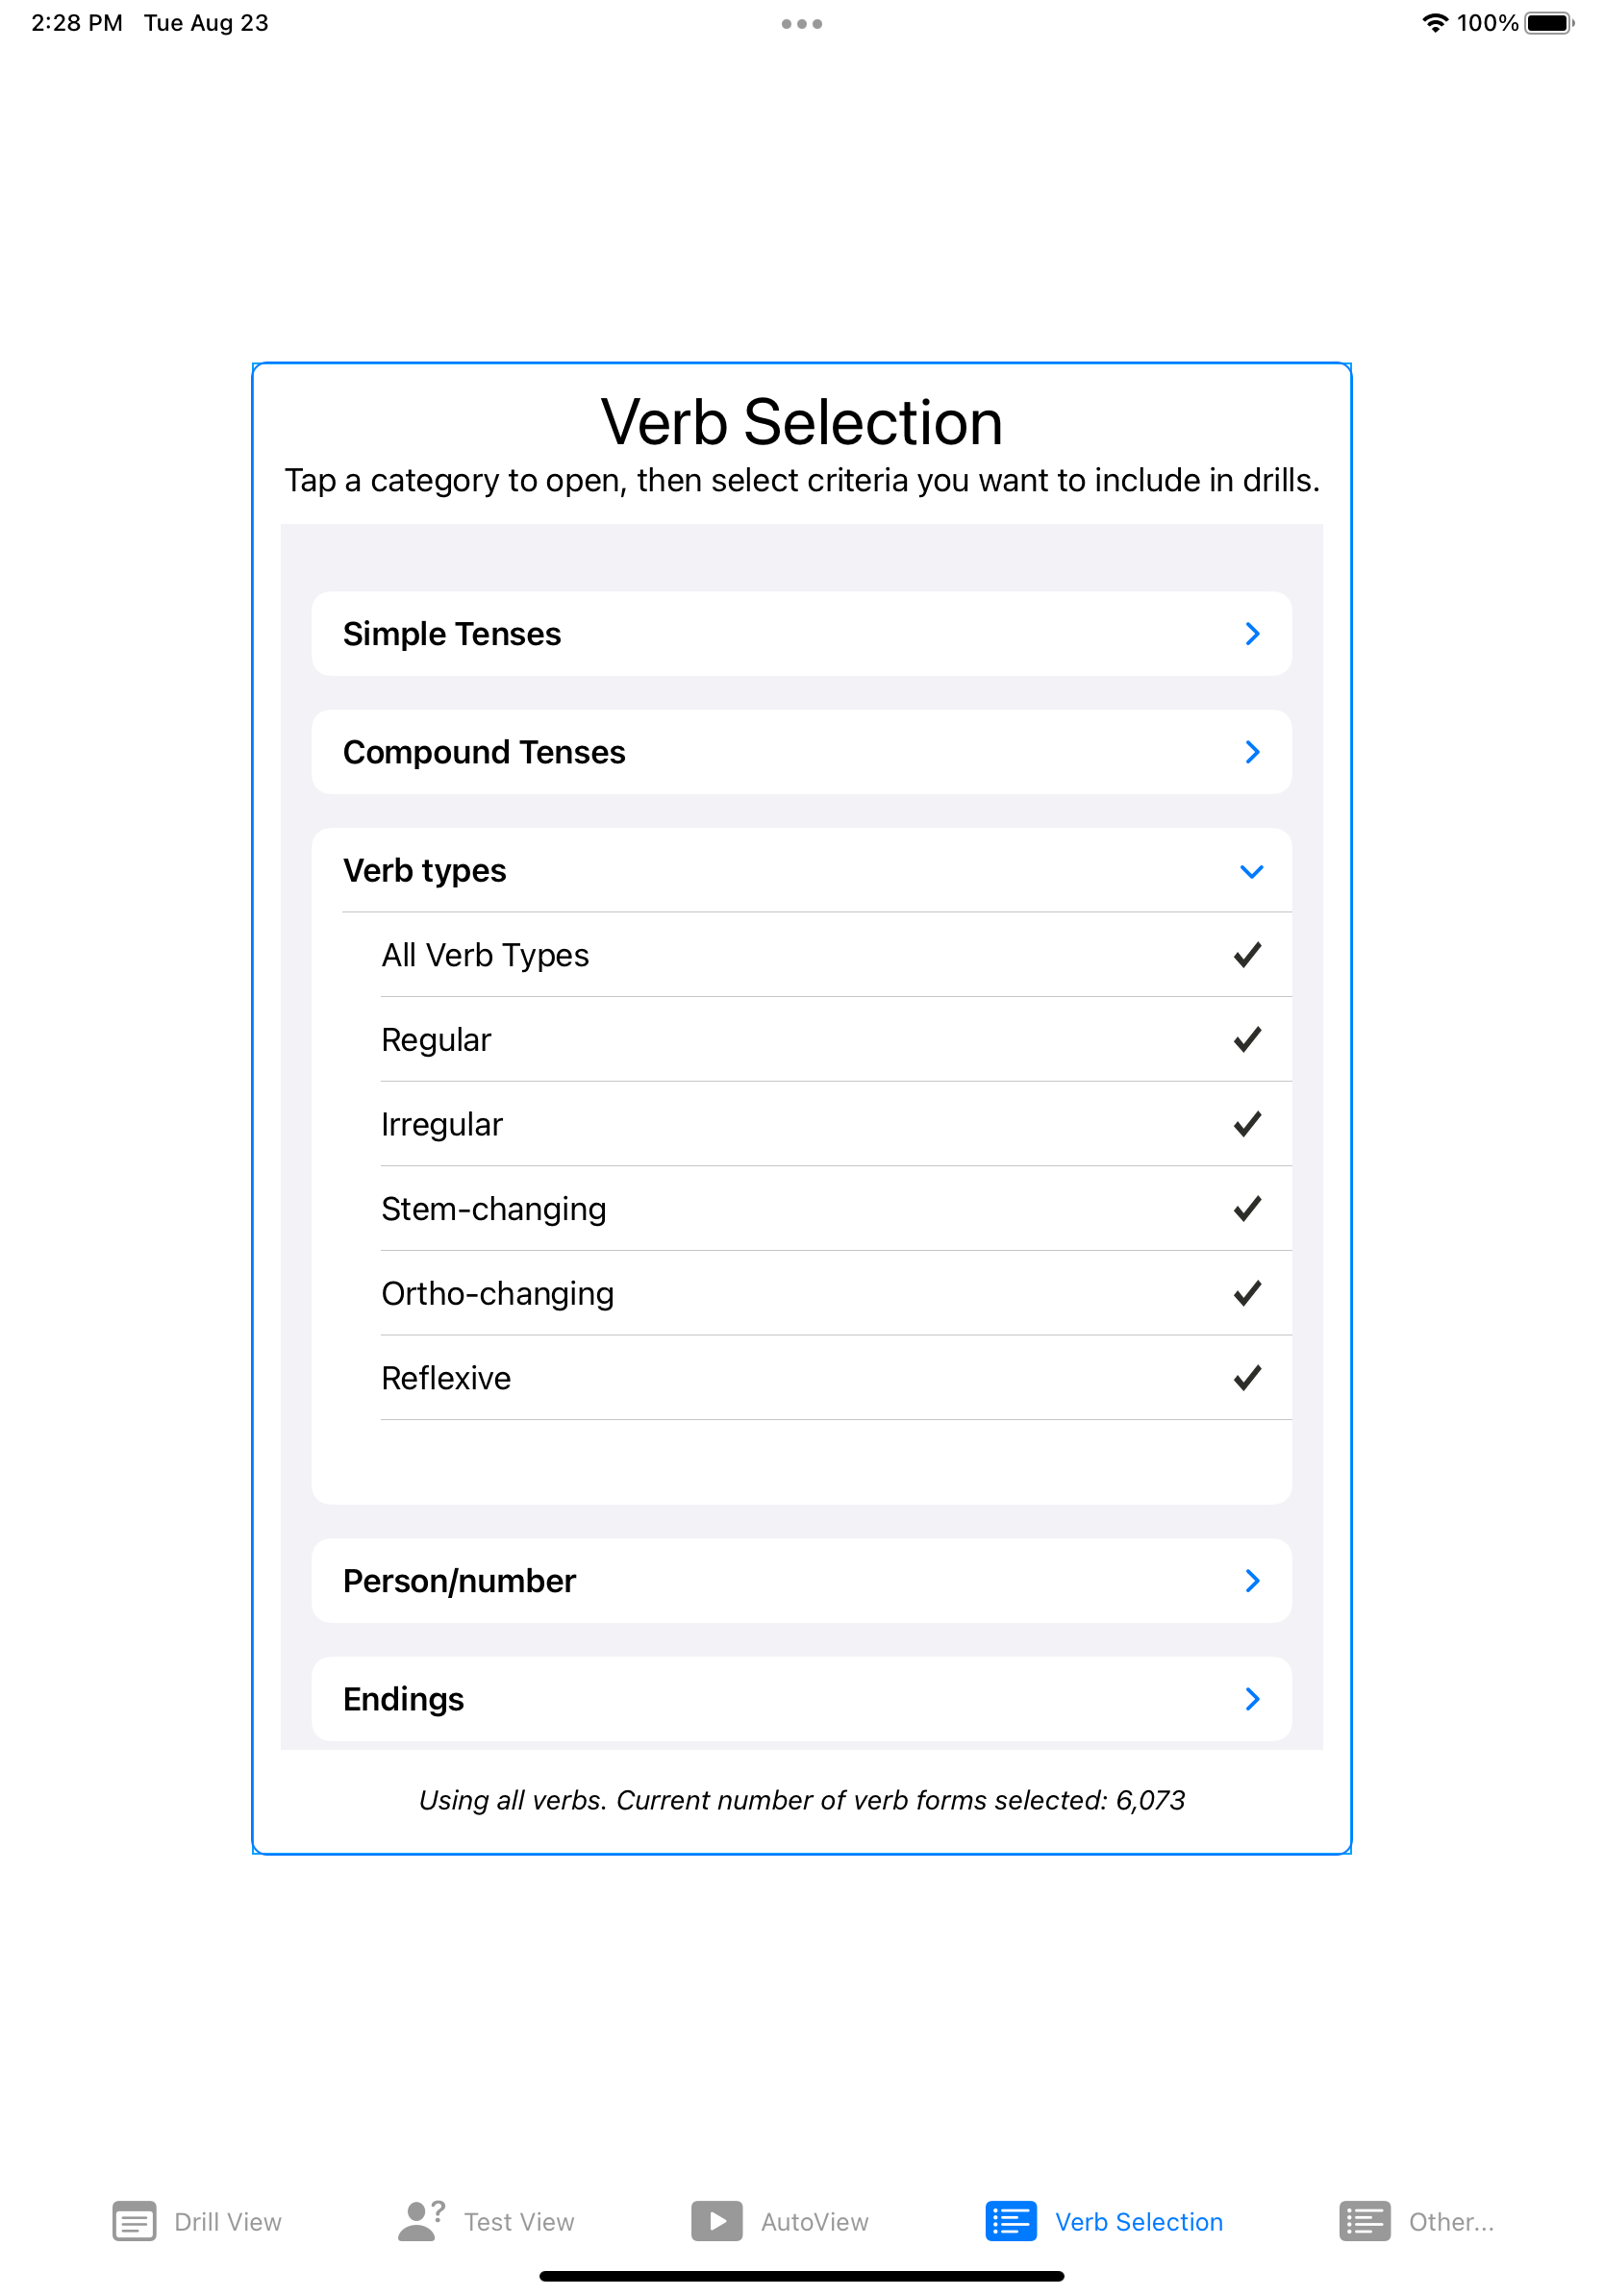 2:28 PM Tue Aug 23
100%
Verb Selection
Tap a category to open, then select criteria you want to include in drills.
Simple Tenses
Compound Tenses
Verb types
All Verb Types
Regular
Irregular
Stem-changing
Ortho-changing
Reflexive
Person/number
Endings
Using all verbs. Current number of verb forms selected: 6,073
Drill View
Test View
AutoView
Verb Selection
Other...